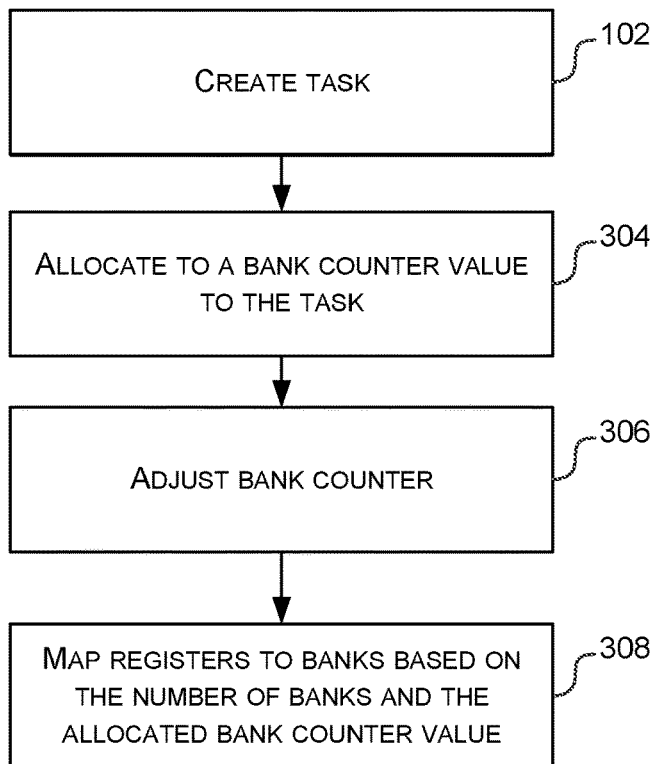 CREATE TASK
102
ALLOCATE TO A BANK COUNTER VALUE
TO THE TASK
304
ADJUST BANK COUNTER
306
MAP REGISTERS TO BANKS BASED ON
THE NUMBER OF BANKS AND THE
ALLOCATED BANK COUNTER VALUE
308